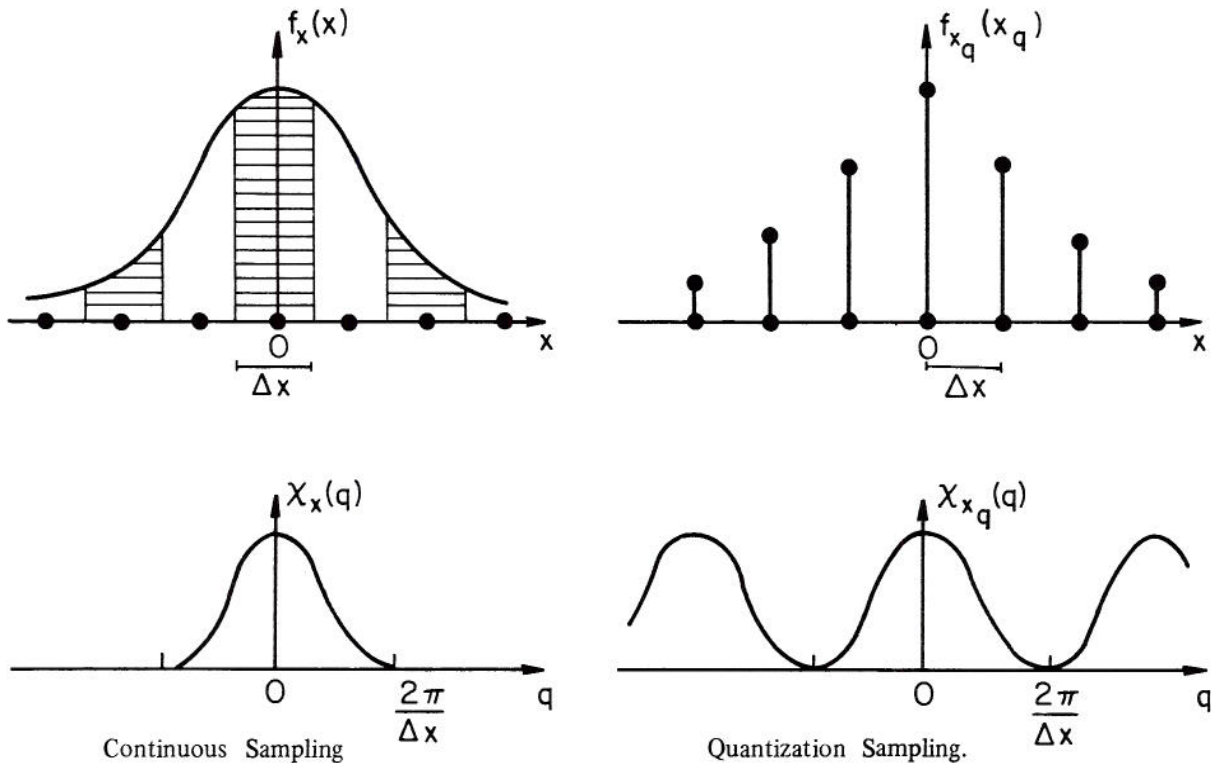 f_x(x)
f_{x_q}(x_q)
0
x
Δx
0
x
Δx
χ_x(q)
χ_{x_q}(q)
0
2π
Δx
q
0
2π
Δx
q
Continuous Sampling
Quantization Sampling.